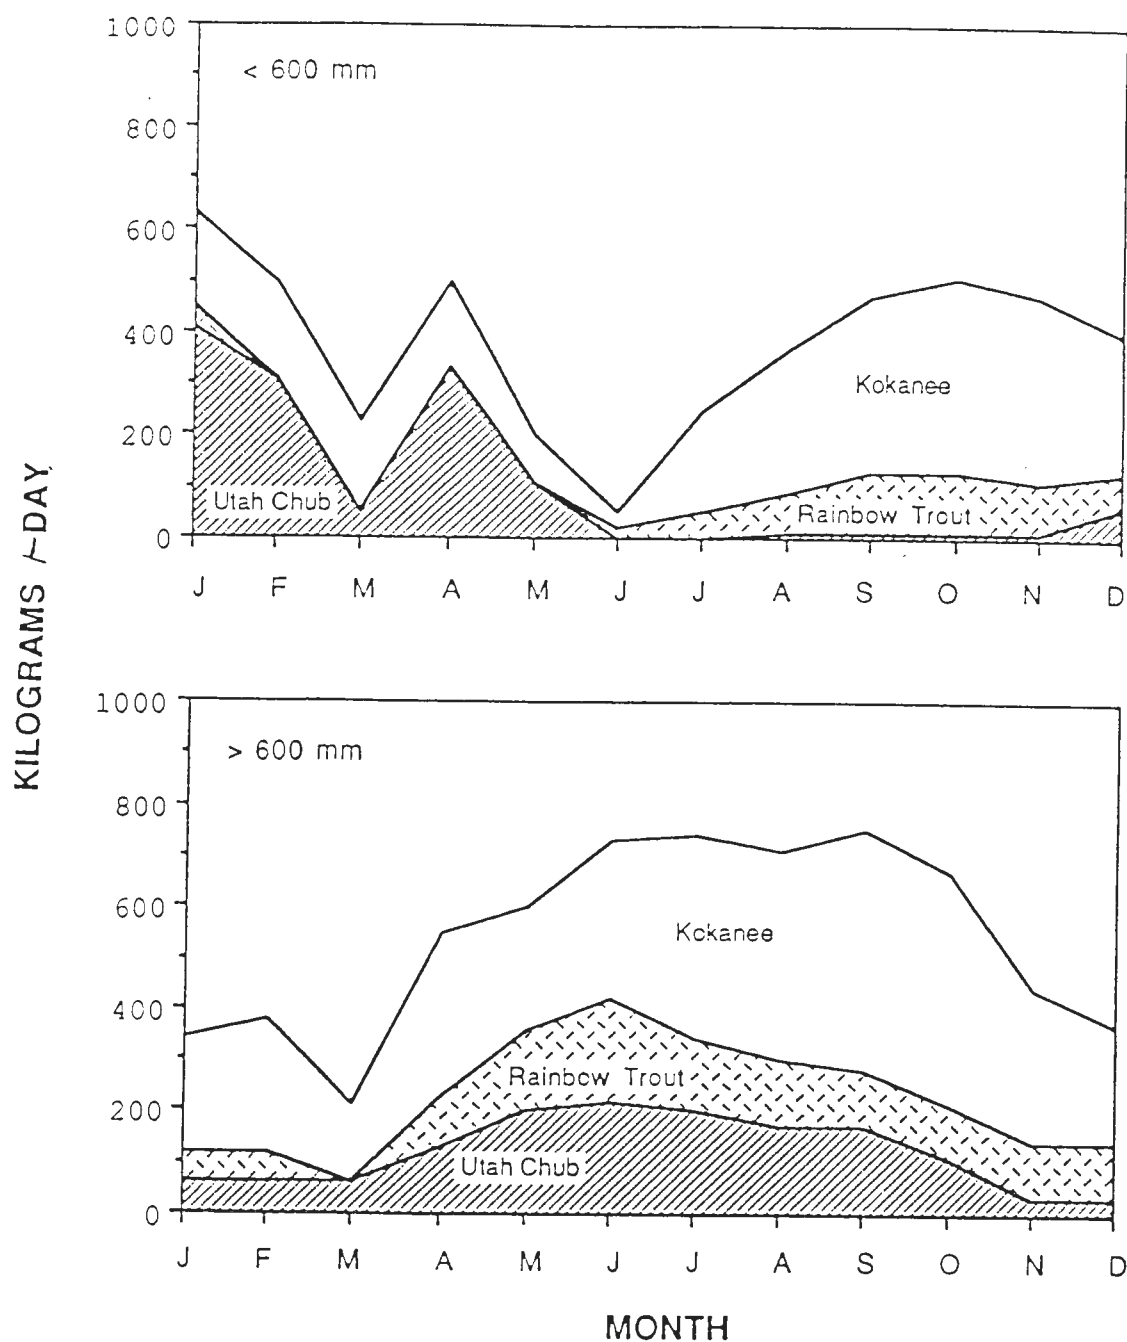 KILOGRAMS / DAY
1000
< 600 mm
800
600
400
Kokanee
200
Utah Chub
Rainbow Trout
0
J F M A M J J A S O N D
1000
> 600 mm
800
600
Kokanee
400
Rainbow Trout
200
Utah Chub
0
J F M A M J J A S O N D
MONTH